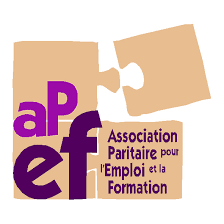 aP
ef
Association
Paritaire pour
l'Emploi et la
Formation